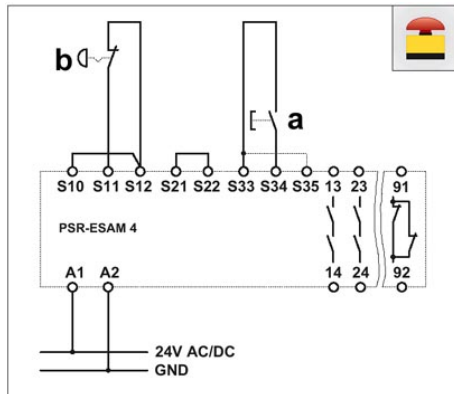 b
a
S10 S11 S12 S21 S22 S33 S34 S35 13 23 91
PSR-ESAM 4
A1 A2 14 24 92
24V AC/DC
GND